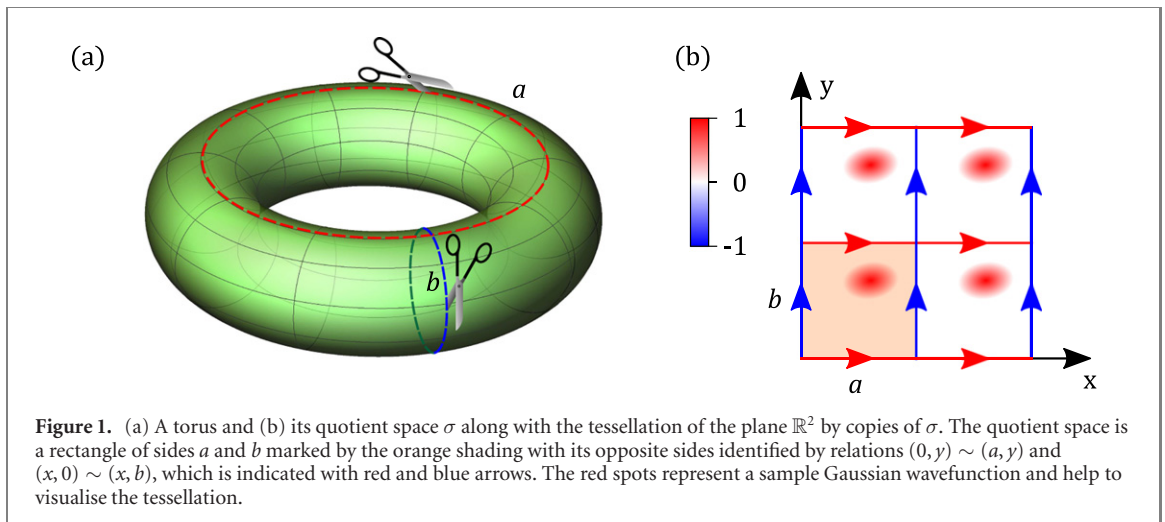 (a)
a
b
(b)
1
0
-1
y
b
a
x
Figure 1. (a) A torus and (b) its quotient space σ along with the tessellation of the plane ℝ² by copies of σ. The quotient space is
a rectangle of sides a and b marked by the orange shading with its opposite sides identified by relations (0, y) ∼ (a, y) and
(x, 0) ∼ (x, b), which is indicated with red and blue arrows. The red spots represent a sample Gaussian wavefunction and help to
visualise the tessellation.